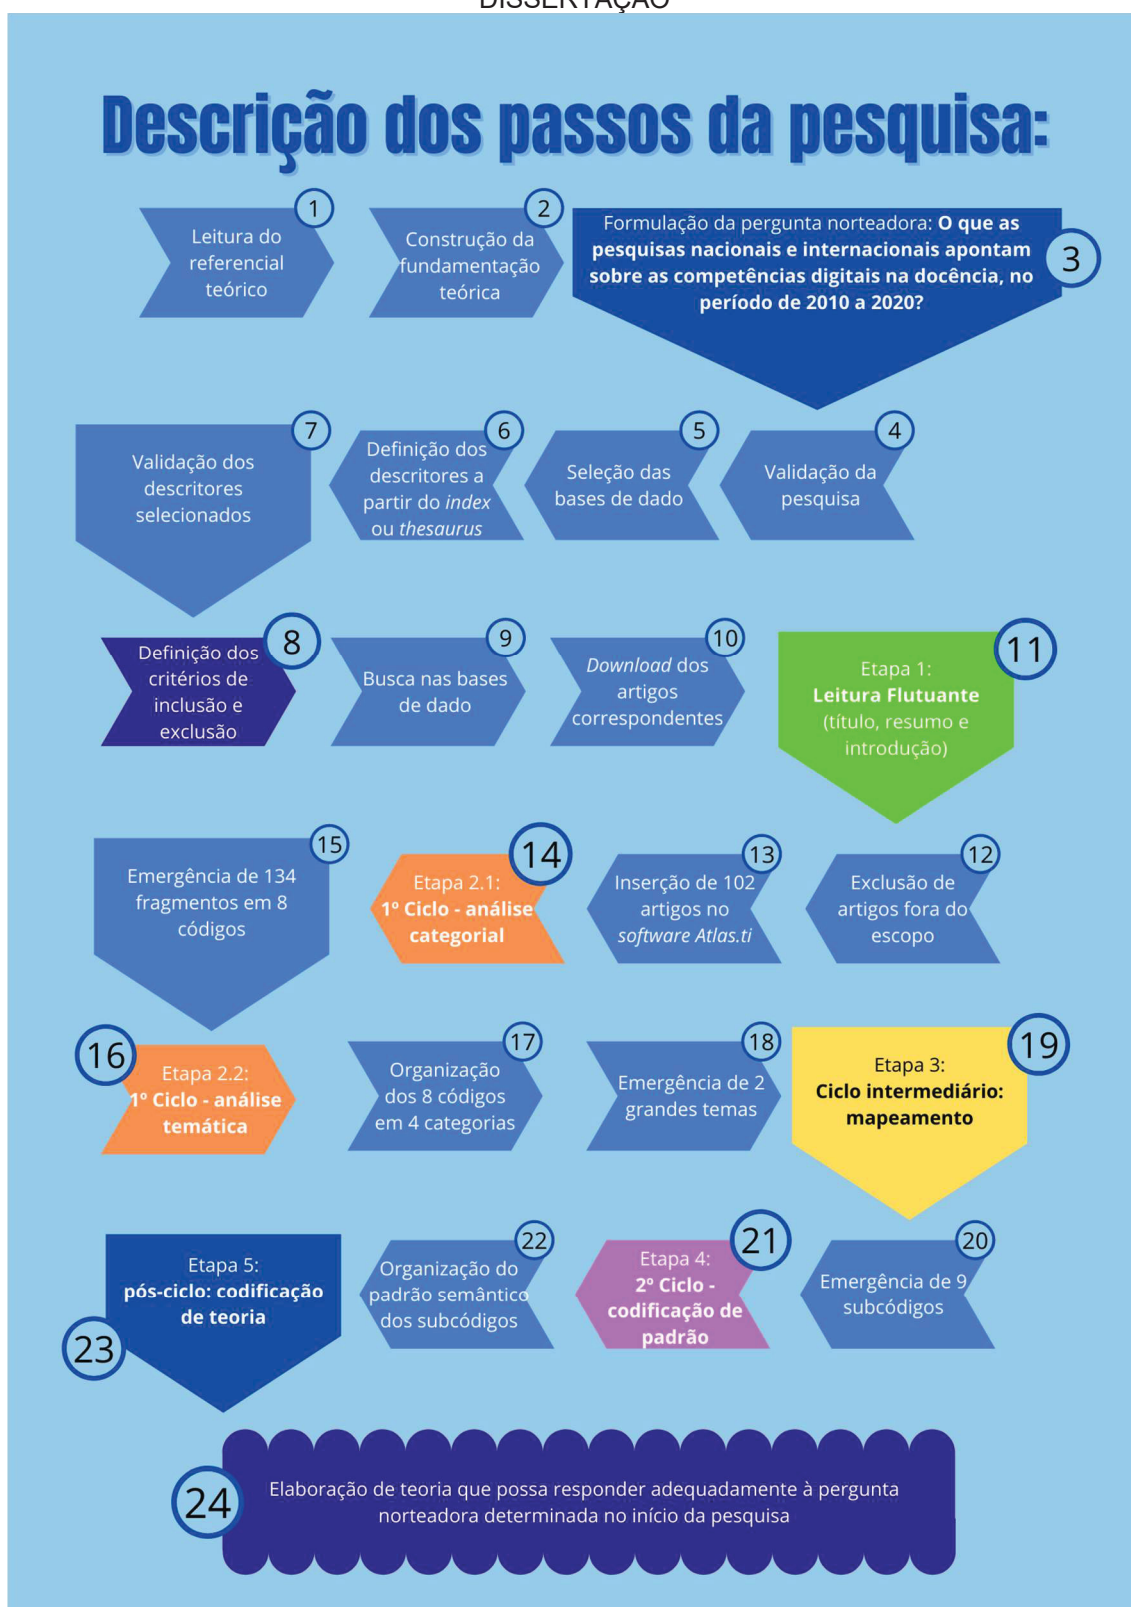 DISSERTAÇÃO
Descrição dos passos da pesquisa:
1
Leitura do
referencial
teórico
2
Construção da
fundamentação
teórica
3
Formulação da pergunta norteadora: O que as
pesquisas nacionais e internacionais apontam
sobre as competências digitais na docência, no
período de 2010 a 2020?
4
Validação da
pesquisa
5
Seleção das
bases de dado
6
Definição dos
descritores a
partir do index
ou thesaurus
7
Validação dos
descritores
selecionados
8
Definição dos
critérios de
inclusão e
exclusão
9
Busca nas bases
de dado
10
Download dos
artigos
correspondentes
11
Etapa 1:
Leitura Flutuante
(título, resumo e
introdução)
12
Exclusão de
artigos fora do
escopo
13
Inserção de 102
artigos no
software Atlas.ti
14
Etapa 2.1:
1º Ciclo - análise
categorial
15
Emergência de 134
fragmentos em 8
códigos
16
Etapa 2.2:
1º Ciclo - análise
temática
17
Organização
dos 8 códigos
em 4 categorias
18
Emergência de 2
grandes temas
19
Etapa 3:
Ciclo intermediário:
mapeamento
20
Emergência de 9
subcódigos
21
Etapa 4:
2º Ciclo -
codificação de
padrão
22
Organização do
padrão semântico
dos subcódigos
23
Etapa 5:
pós-ciclo: codificação
de teoria
24
Elaboração de teoria que possa responder adequadamente à pergunta
norteadora determinada no início da pesquisa